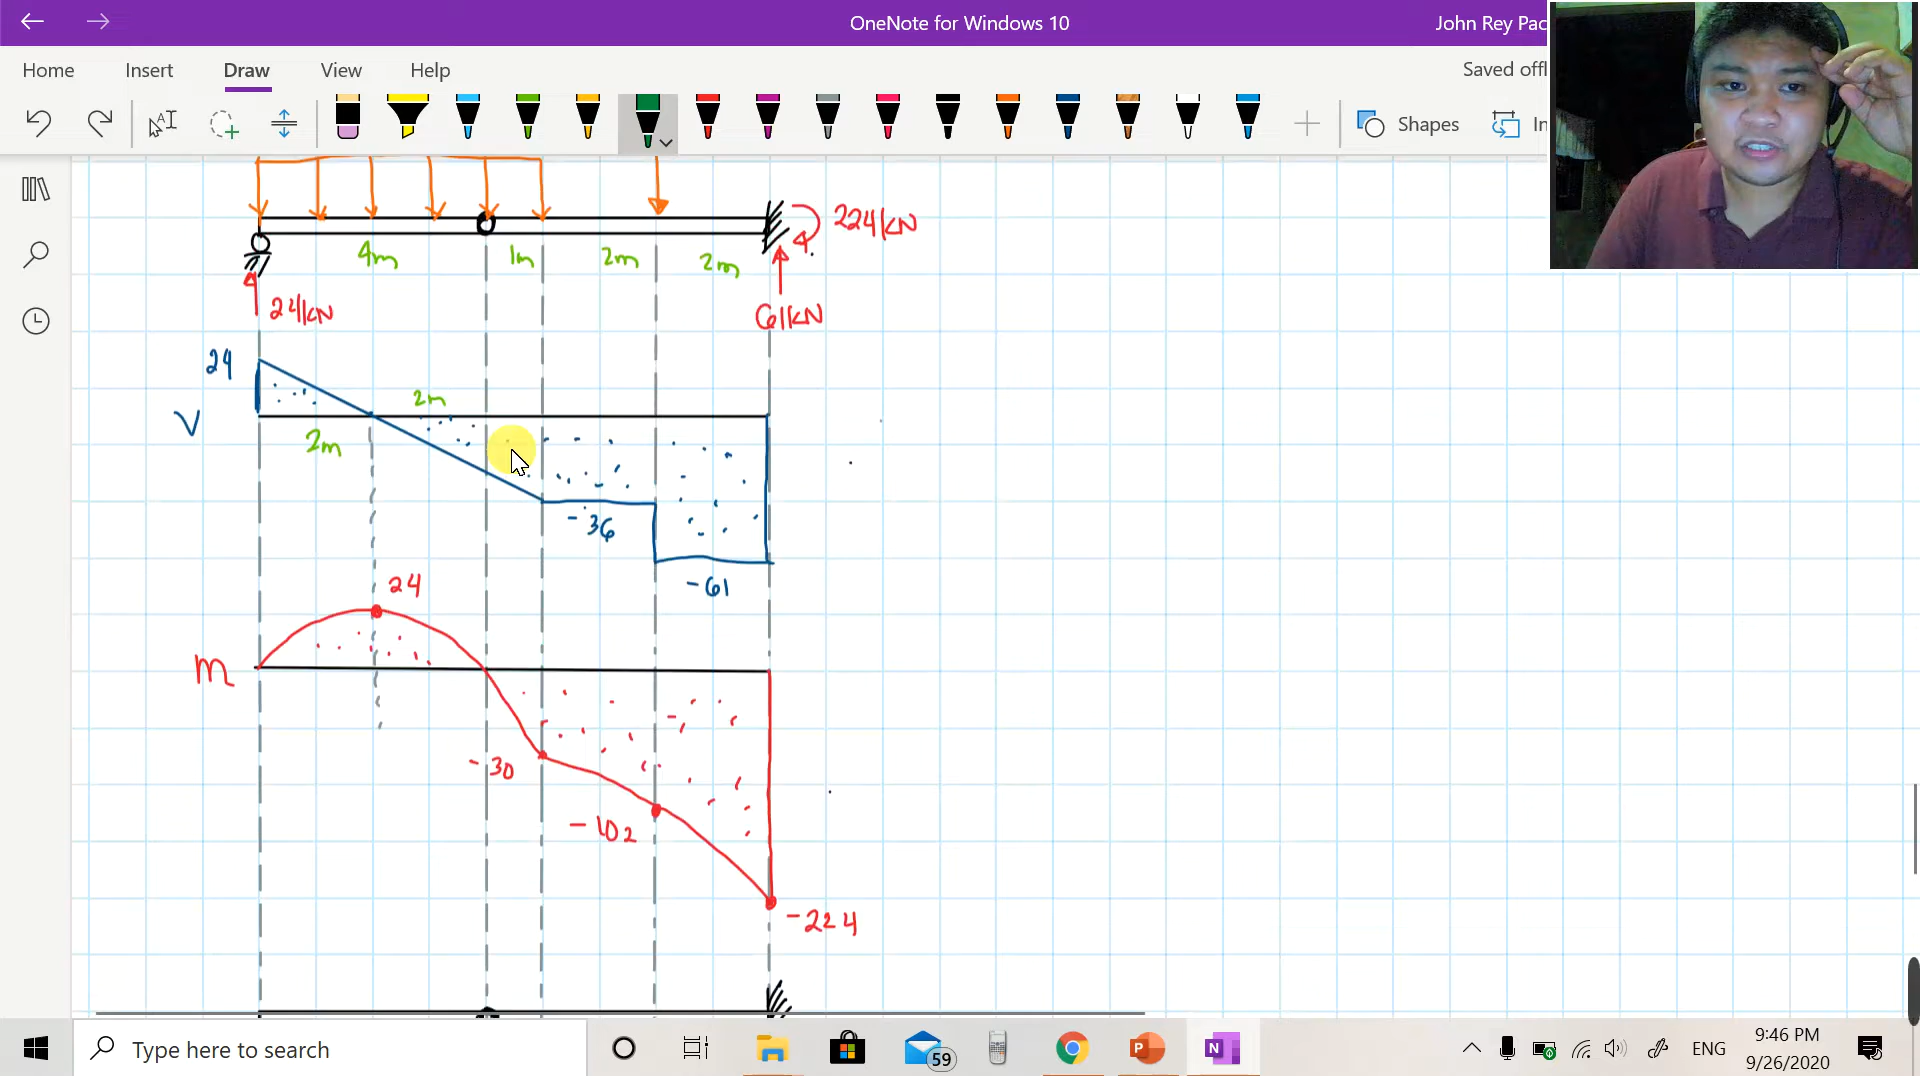 OneNote for Windows 10
John Rey Pac
Home Insert Draw View Help
Saved offl
Shapes
In
224kN
4m 1m 2m 2m
24kN
61kN
24
2m
V
2m
-36
-61
24
m
-30
-102
-224
Type here to search
59
ENG
9:46 PM
9/26/2020